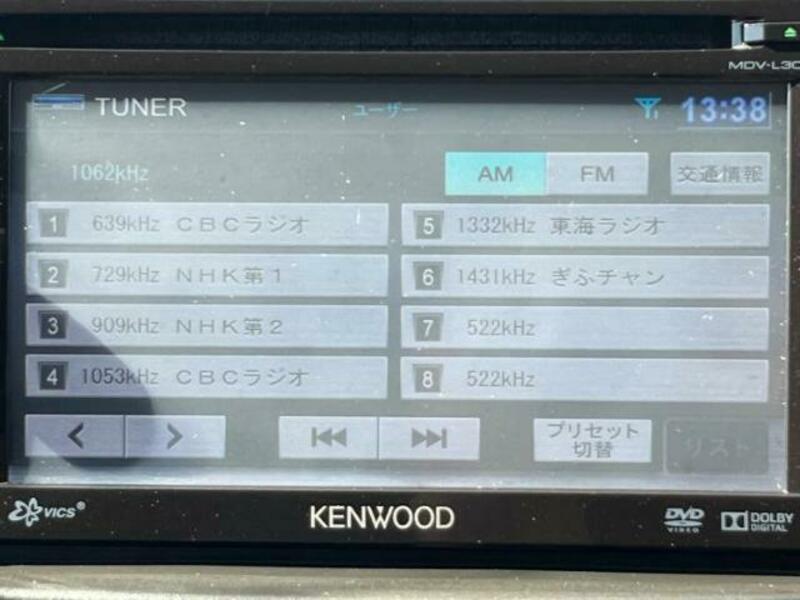 MDV-L30
TUNER ユーザー 13:38
1062kHz AM FM 交通情報
1 639kHz CBCラジオ
2 729kHz NHK第1
3 909kHz NHK第2
4 1053kHz CBCラジオ
5 1332kHz 東海ラジオ
6 1431kHz ぎふチャン
7 522kHz
8 522kHz
プリセット
切替
リスト
VICS®
KENWOOD
DVD
VIDEO
DOLBY
DIGITAL